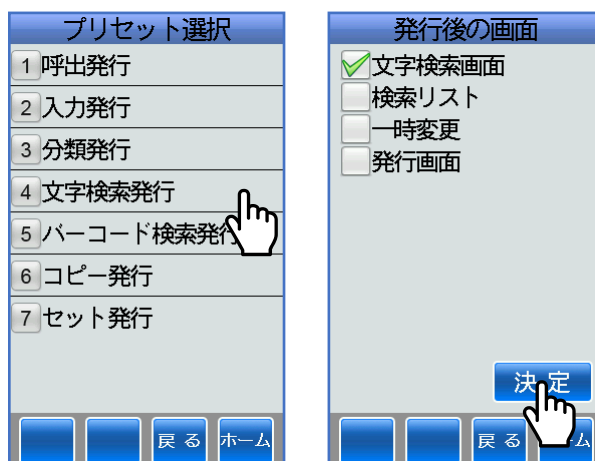 プリセット選択
1 呼出発行
2 入力発行
3 分類発行
4 文字検索発行
5 バーコード検索発行
6 コピー発行
7 セット発行
戻る ホーム
発行後の画面
文字検索画面
検索リスト
一時変更
発行画面
決定
戻る ム